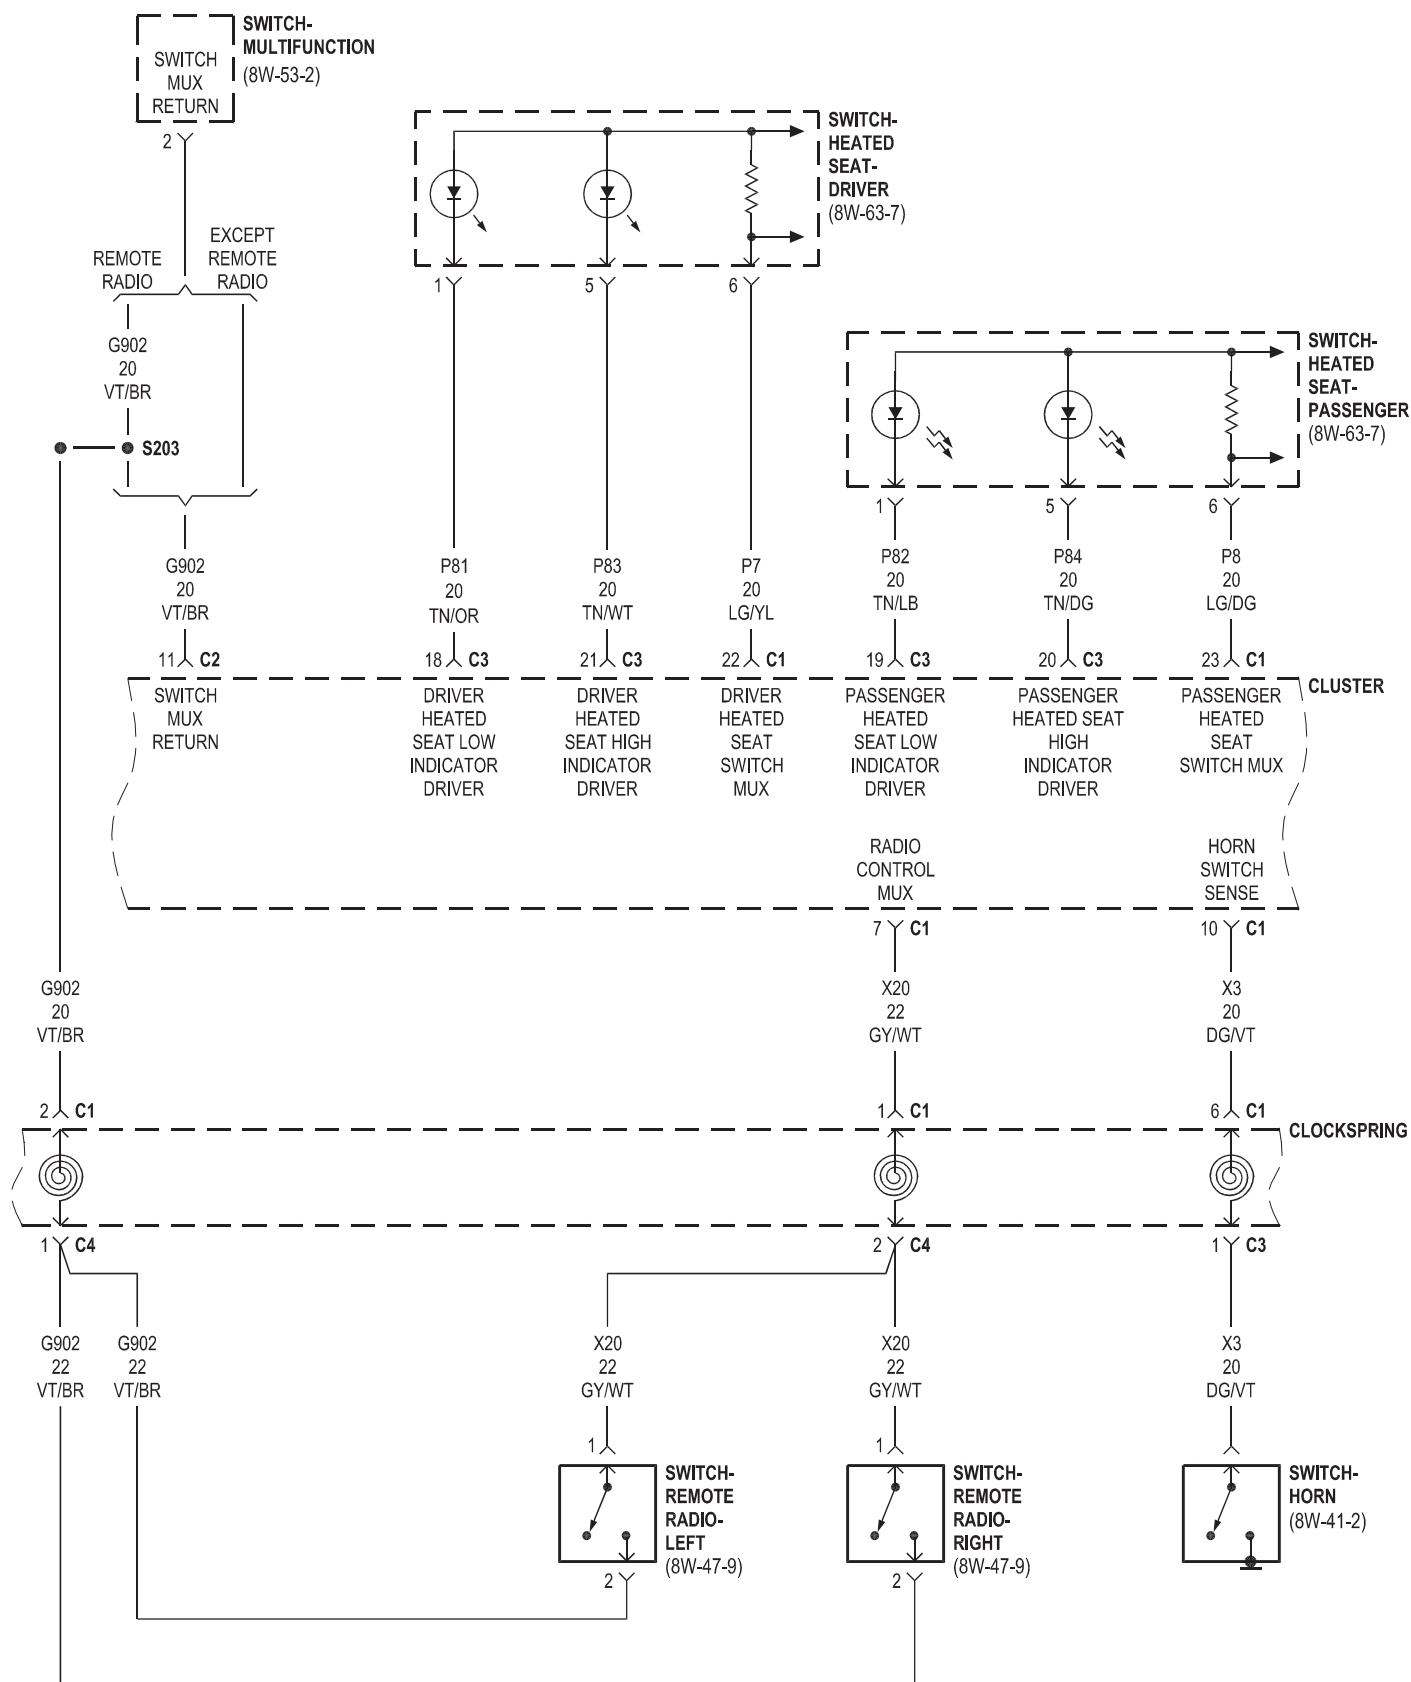 SWITCH-
MULTIFUNCTION
(8W-53-2)
SWITCH
MUX
RETURN
2
SWITCH-
HEATED
SEAT-
DRIVER
(8W-63-7)
REMOTE
RADIO
EXCEPT
REMOTE
RADIO
1
5
6
G902
20
VT/BR
S203
SWITCH-
HEATED
SEAT-
PASSENGER
(8W-63-7)
1
5
6
G902
20
VT/BR
P81
20
TN/OR
P83
20
TN/WT
P7
20
LG/YL
P82
20
TN/LB
P84
20
TN/DG
P8
20
LG/DG
11 C2
18 C3
21 C3
22 C1
19 C3
20 C3
23 C1
CLUSTER
SWITCH
MUX
RETURN
DRIVER
HEATED
SEAT LOW
INDICATOR
DRIVER
DRIVER
HEATED
SEAT HIGH
INDICATOR
DRIVER
DRIVER
HEATED
SEAT
SWITCH
MUX
PASSENGER
HEATED
SEAT LOW
INDICATOR
DRIVER
PASSENGER
HEATED SEAT
HIGH
INDICATOR
DRIVER
PASSENGER
HEATED
SEAT
SWITCH MUX
RADIO
CONTROL
MUX
HORN
SWITCH
SENSE
7 C1
10 C1
G902
20
VT/BR
X20
22
GY/WT
X3
20
DG/VT
2 C1
1 C1
6 C1
CLOCKSPRING
1 C4
2 C4
1 C3
G902
22
VT/BR
G902
22
VT/BR
X20
22
GY/WT
X20
22
GY/WT
X3
20
DG/VT
1
1
SWITCH-
REMOTE
RADIO-
LEFT
(8W-47-9)
SWITCH-
REMOTE
RADIO-
RIGHT
(8W-47-9)
SWITCH-
HORN
(8W-41-2)
2
2